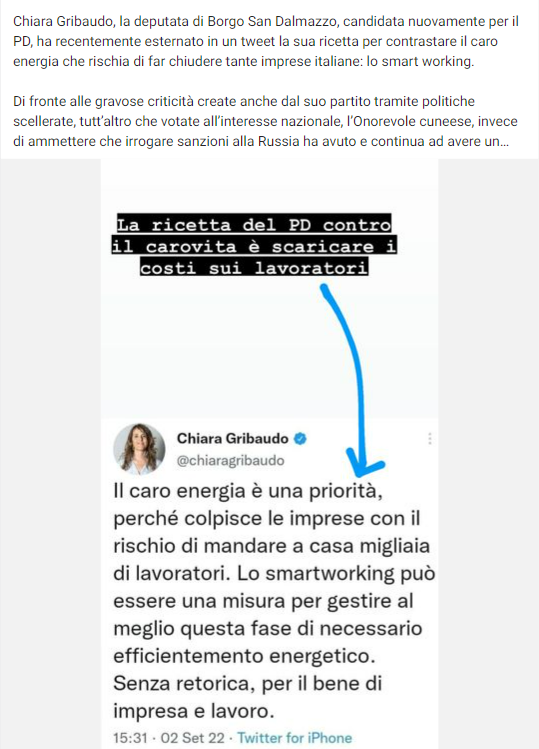 Chiara Gribaudo, la deputata di Borgo San Dalmazzo, candidata nuovamente per il
PD, ha recentemente esternato in un tweet la sua ricetta per contrastare il caro
energia che rischia di far chiudere tante imprese italiane: lo smart working.
Di fronte alle gravose criticità create anche dal suo partito tramite politiche
scellerate, tutt'altro che votate all'interesse nazionale, l'Onorevole cuneese, invece
di ammettere che irrogare sanzioni alla Russia ha avuto e continua ad avere un...
La ricetta del PD contro
il carovita è scaricare i
costi sui lavoratori
Chiara Gribaudo
@chiaragribaudo
Il caro energia è una priorità,
perché colpisce le imprese con il
rischio di mandare a casa migliaia
di lavoratori. Lo smartworking può
essere una misura per gestire al
meglio questa fase di necessario
efficientemento energetico.
Senza retorica, per il bene di
impresa e lavoro.
15:31 · 02 Set 22 · Twitter for iPhone